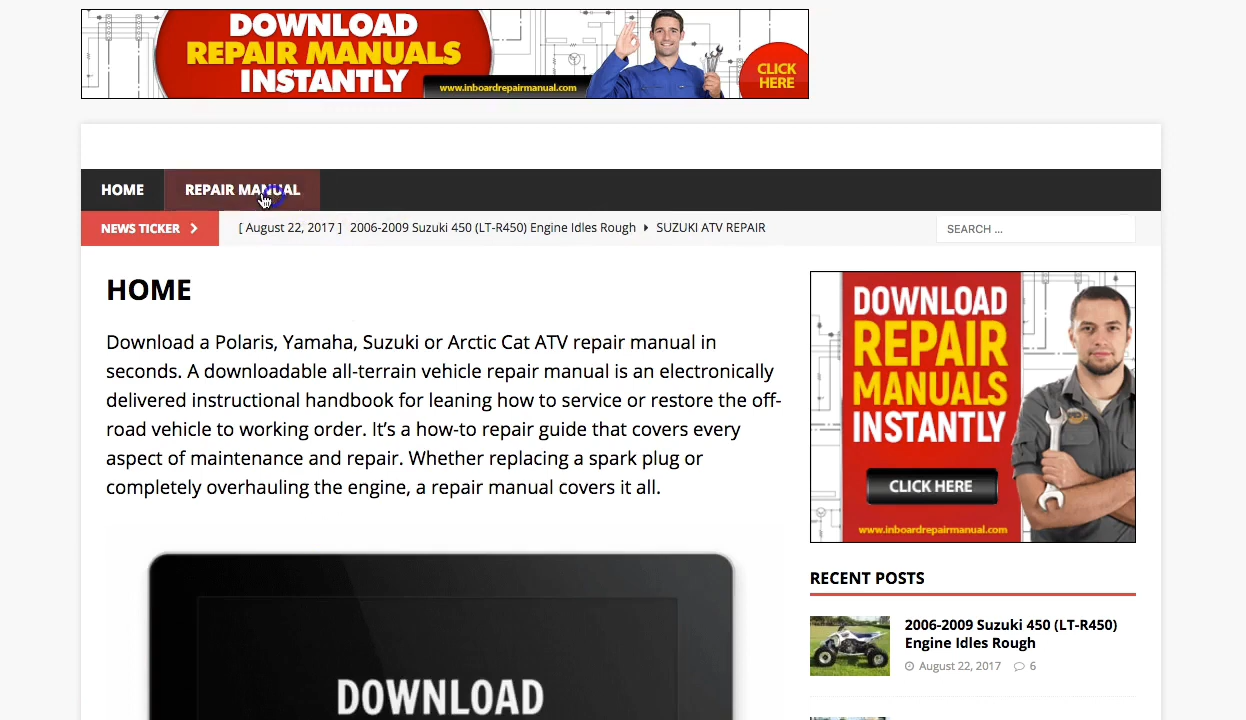 DOWNLOAD
REPAIR MANUALS
INSTANTLY
www.inboardrepairmanual.com
CLICK
HERE
HOME
REPAIR MANUAL
NEWS TICKER
[ August 22, 2017 ] 2006-2009 Suzuki 450 (LT-R450) Engine Idles Rough
SUZUKI ATV REPAIR
SEARCH ...
HOME
Download a Polaris, Yamaha, Suzuki or Arctic Cat ATV repair manual in
seconds. A downloadable all-terrain vehicle repair manual is an electronically
delivered instructional handbook for leaning how to service or restore the off-
road vehicle to working order. It’s a how-to repair guide that covers every
aspect of maintenance and repair. Whether replacing a spark plug or
completely overhauling the engine, a repair manual covers it all.
DOWNLOAD
DOWNLOAD
REPAIR
MANUALS
INSTANTLY
CLICK HERE
www.inboardrepairmanual.com
RECENT POSTS
2006-2009 Suzuki 450 (LT-R450)
Engine Idles Rough
August 22, 2017 6